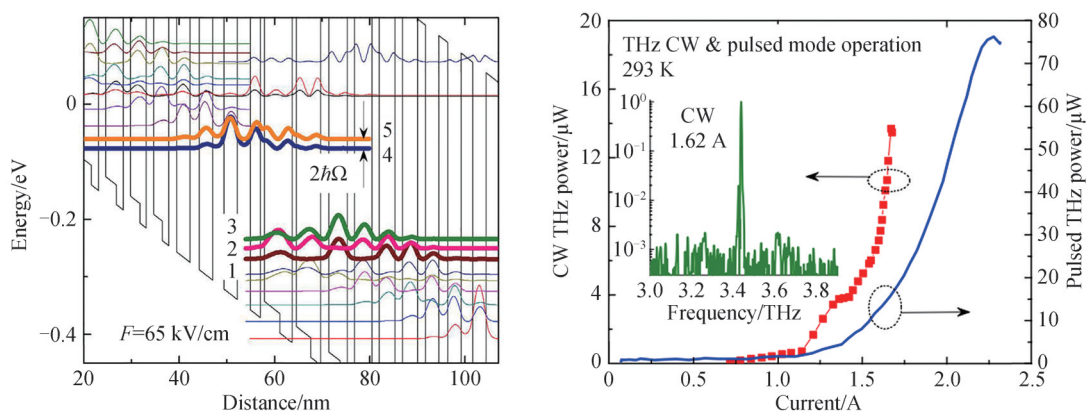 0
−0.2
−0.4
Energy/eV
5
4
2ħΩ
3
2
1
F=65 kV/cm
20
40
60
80
100
Distance/nm
20
16
12
8
4
0
CW THz power/μW
THz CW & pulsed mode operation
293 K
CW
1.62 A
10⁰
10⁻¹
10⁻²
10⁻³
3.0 3.2 3.4 3.6 3.8
Frequency/THz
80
70
60
50
40
30
20
10
0
Pulsed THz power/μW
0 0.5 1.0 1.5 2.0 2.5
Current/A